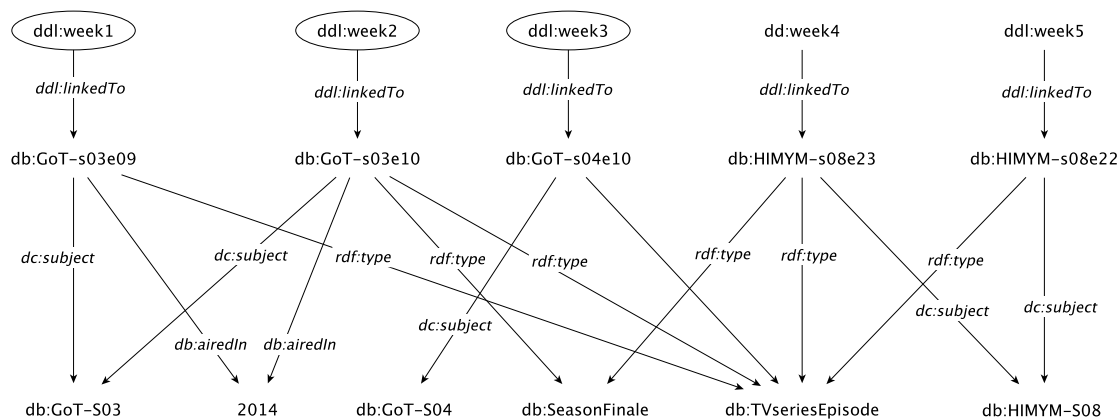 ddl:week1 ddl:week2 ddl:week3 dd:week4 ddl:week5
ddl:linkedTo ddl:linkedTo ddl:linkedTo ddl:linkedTo ddl:linkedTo
db:GoT-s03e09 db:GoT-s03e10 db:GoT-s04e10 db:HIMYM-s08e23 db:HIMYM-s08e22
dc:subject dc:subject rdf:type rdf:type rdf:type rdf:type rdf:type rdf:type
dc:subject dc:subject dc:subject
db:airedIn db:airedIn
db:GoT-S03 2014 db:GoT-S04 db:SeasonFinale db:TVseriesEpisode db:HIMYM-S08